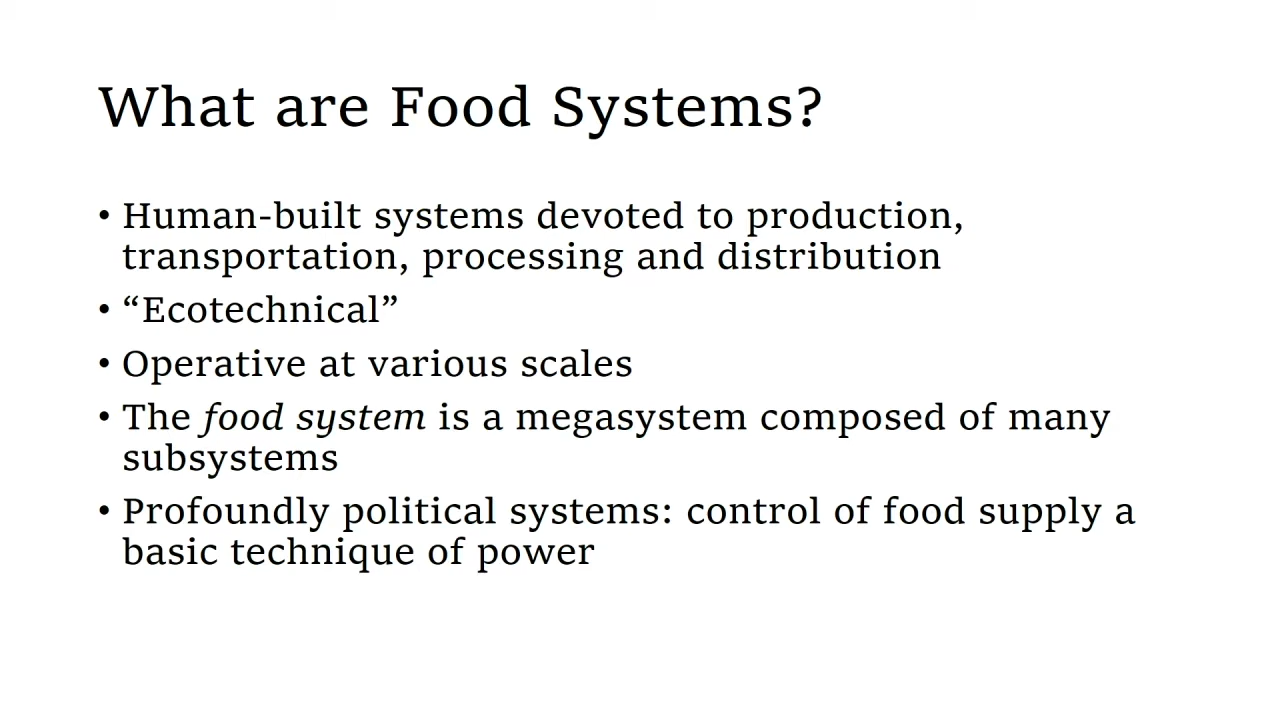 What are Food Systems?
• Human-built systems devoted to production,
transportation, processing and distribution
• “Ecotechnical”
• Operative at various scales
• The food system is a megasystem composed of many
subsystems
• Profoundly political systems: control of food supply a
basic technique of power